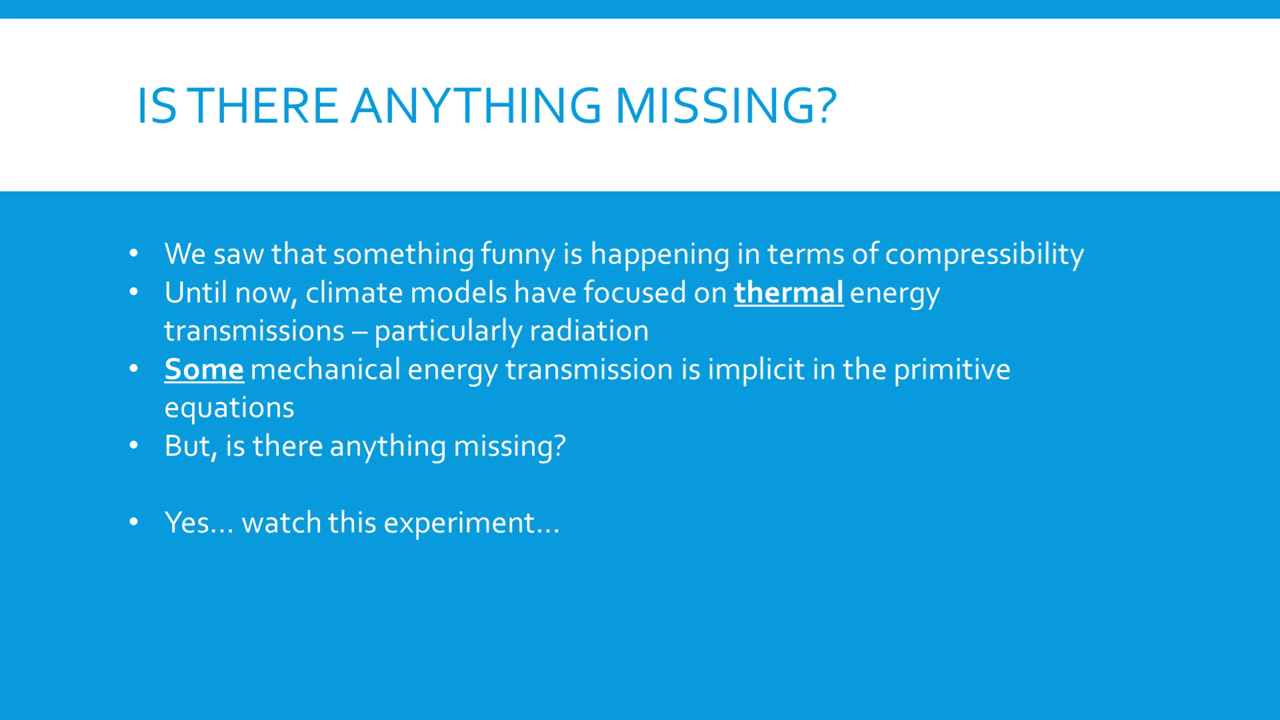 IS THERE ANYTHING MISSING?
• We saw that something funny is happening in terms of compressibility
• Until now, climate models have focused on thermal energy
transmissions – particularly radiation
• Some mechanical energy transmission is implicit in the primitive
equations
• But, is there anything missing?
• Yes... watch this experiment...